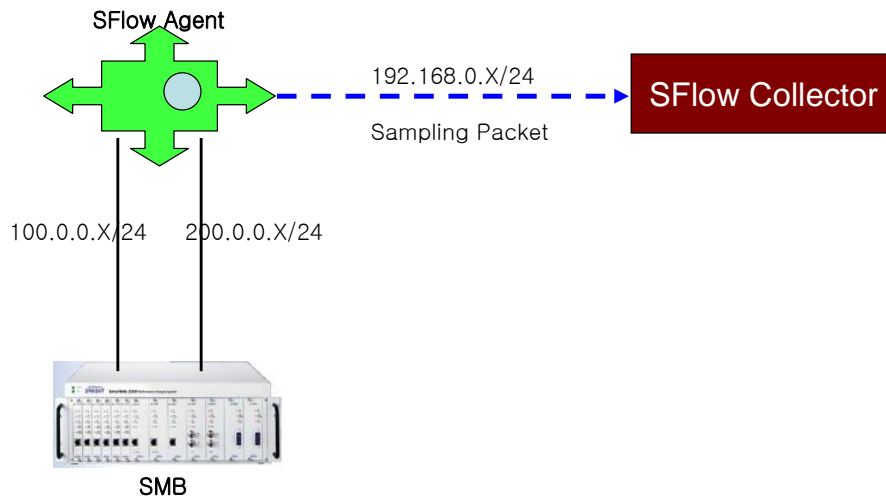 SFlow Agent
192.168.0.X/24
SFlow Collector
Sampling Packet
100.0.0.X/24
200.0.0.X/24
SMB